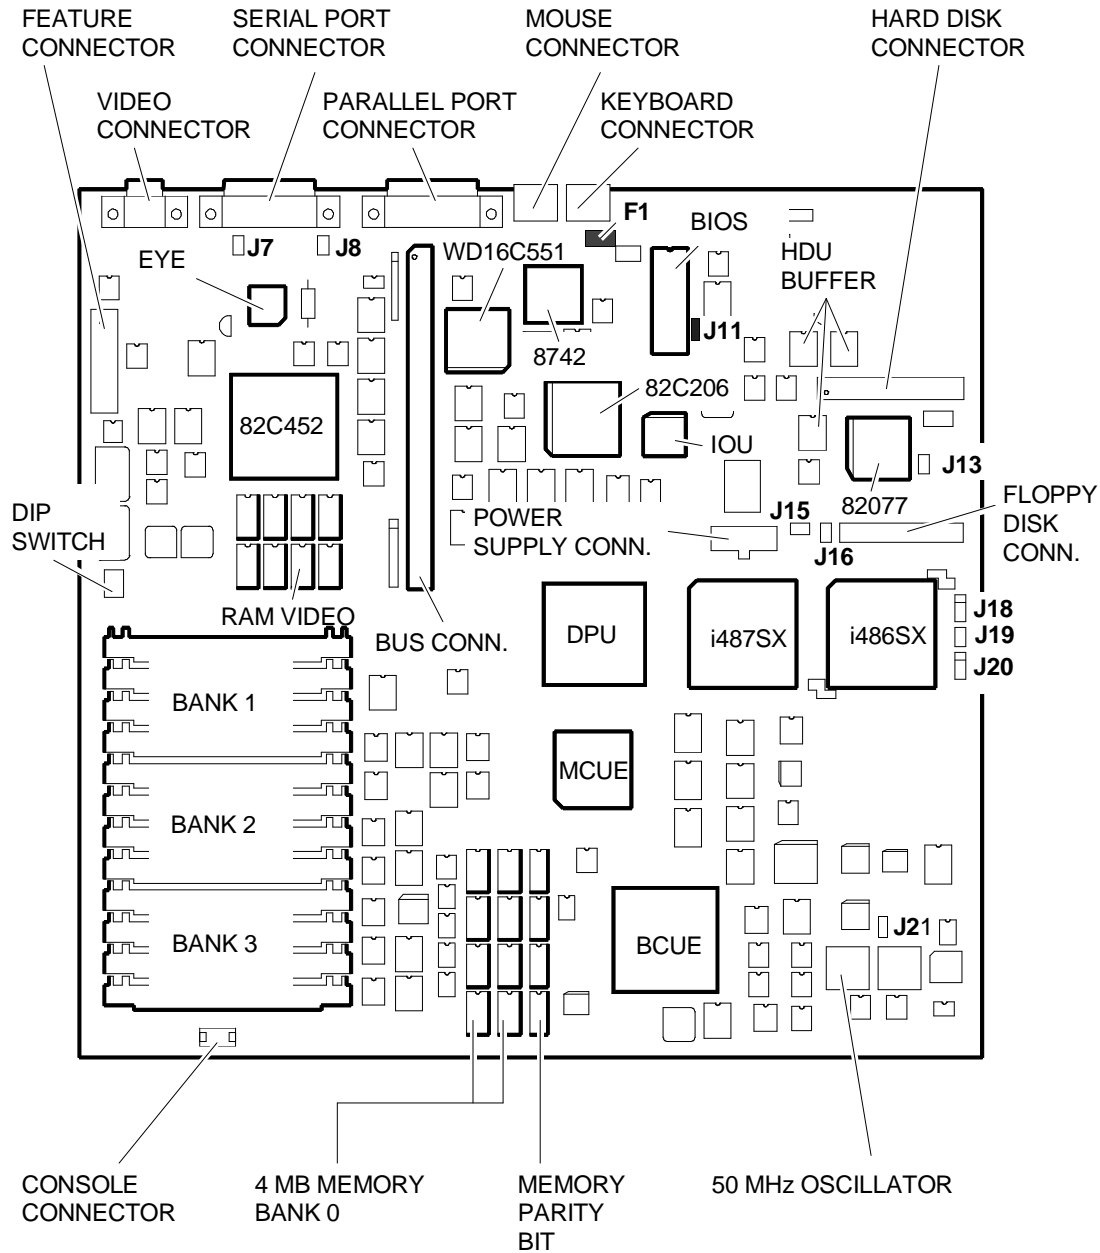 FEATURE
CONNECTOR
SERIAL PORT
CONNECTOR
MOUSE
CONNECTOR
HARD DISK
CONNECTOR
VIDEO
CONNECTOR
PARALLEL PORT
CONNECTOR
KEYBOARD
CONNECTOR
F1
BIOS
J7
J8
EYE
WD16C551
HDU
BUFFER
J11
8742
82C206
82C452
IOU
J13
82077
FLOPPY
DISK
CONN.
DIP
SWITCH
POWER
SUPPLY CONN.
J15
J16
RAM VIDEO
BUS CONN.
DPU
i487SX
i486SX
J18
J19
J20
BANK 1
MCUE
BANK 2
BANK 3
BCUE
J21
CONSOLE
CONNECTOR
4 MB MEMORY
BANK 0
MEMORY
PARITY
BIT
50 MHz OSCILLATOR